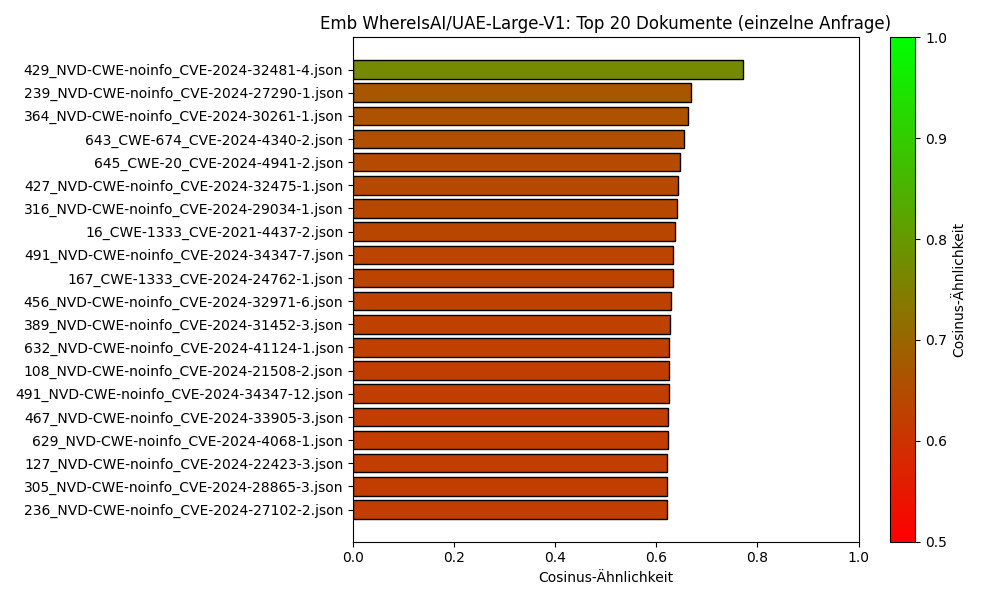 Emb WhereIsAI/UAE-Large-V1: Top 20 Dokumente (einzelne Anfrage)
429_NVD-CWE-noinfo_CVE-2024-32481-4.json
239_NVD-CWE-noinfo_CVE-2024-27290-1.json
364_NVD-CWE-noinfo_CVE-2024-30261-1.json
643_CWE-674_CVE-2024-4340-2.json
645_CWE-20_CVE-2024-4941-2.json
427_NVD-CWE-noinfo_CVE-2024-32475-1.json
316_NVD-CWE-noinfo_CVE-2024-29034-1.json
16_CWE-1333_CVE-2021-4437-2.json
491_NVD-CWE-noinfo_CVE-2024-34347-7.json
167_CWE-1333_CVE-2024-24762-1.json
456_NVD-CWE-noinfo_CVE-2024-32971-6.json
389_NVD-CWE-noinfo_CVE-2024-31452-3.json
632_NVD-CWE-noinfo_CVE-2024-41124-1.json
108_NVD-CWE-noinfo_CVE-2024-21508-2.json
491_NVD-CWE-noinfo_CVE-2024-34347-12.json
467_NVD-CWE-noinfo_CVE-2024-33905-3.json
629_NVD-CWE-noinfo_CVE-2024-4068-1.json
127_NVD-CWE-noinfo_CVE-2024-22423-3.json
305_NVD-CWE-noinfo_CVE-2024-28865-3.json
236_NVD-CWE-noinfo_CVE-2024-27102-2.json
0.0 0.2 0.4 0.6 0.8 1.0
Cosinus-Ähnlichkeit
1.0
0.9
0.8
0.7
0.6
0.5
Cosinus-Ähnlichkeit